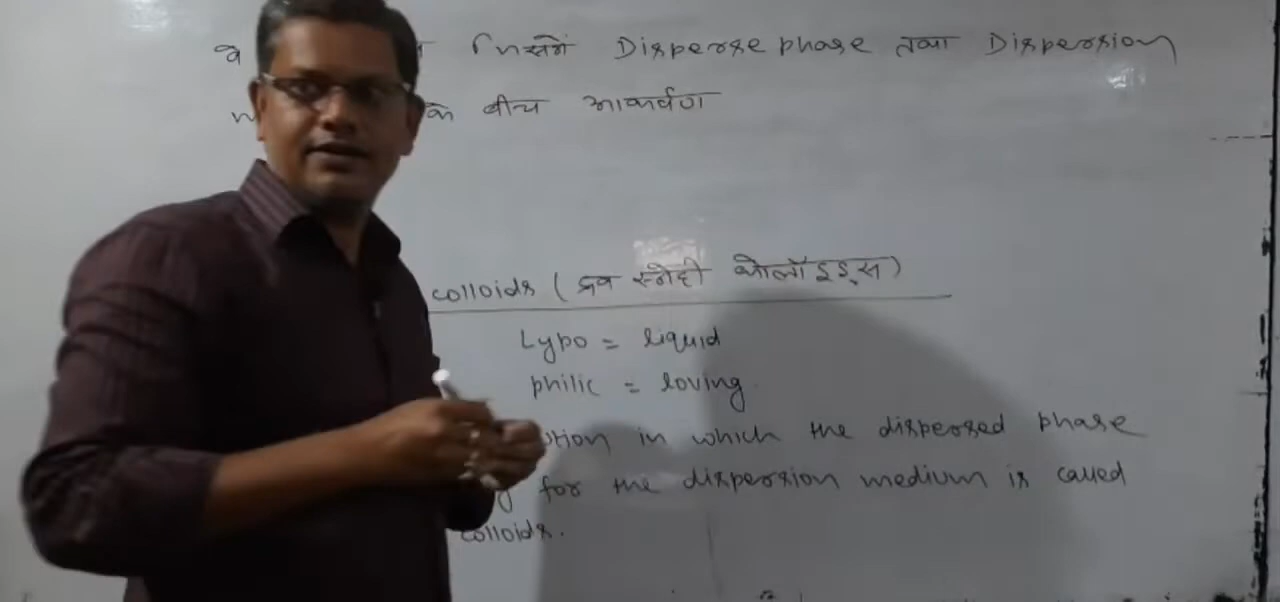 वे जिसमें Disperse phase तथा Dispersion
के बीच आकर्षण
colloids (द्रव स्नेही कोलॉइड्स)
Lypo = liquid
philic = loving.
in which the dispersed phase
for the dispersion medium is called
colloids.